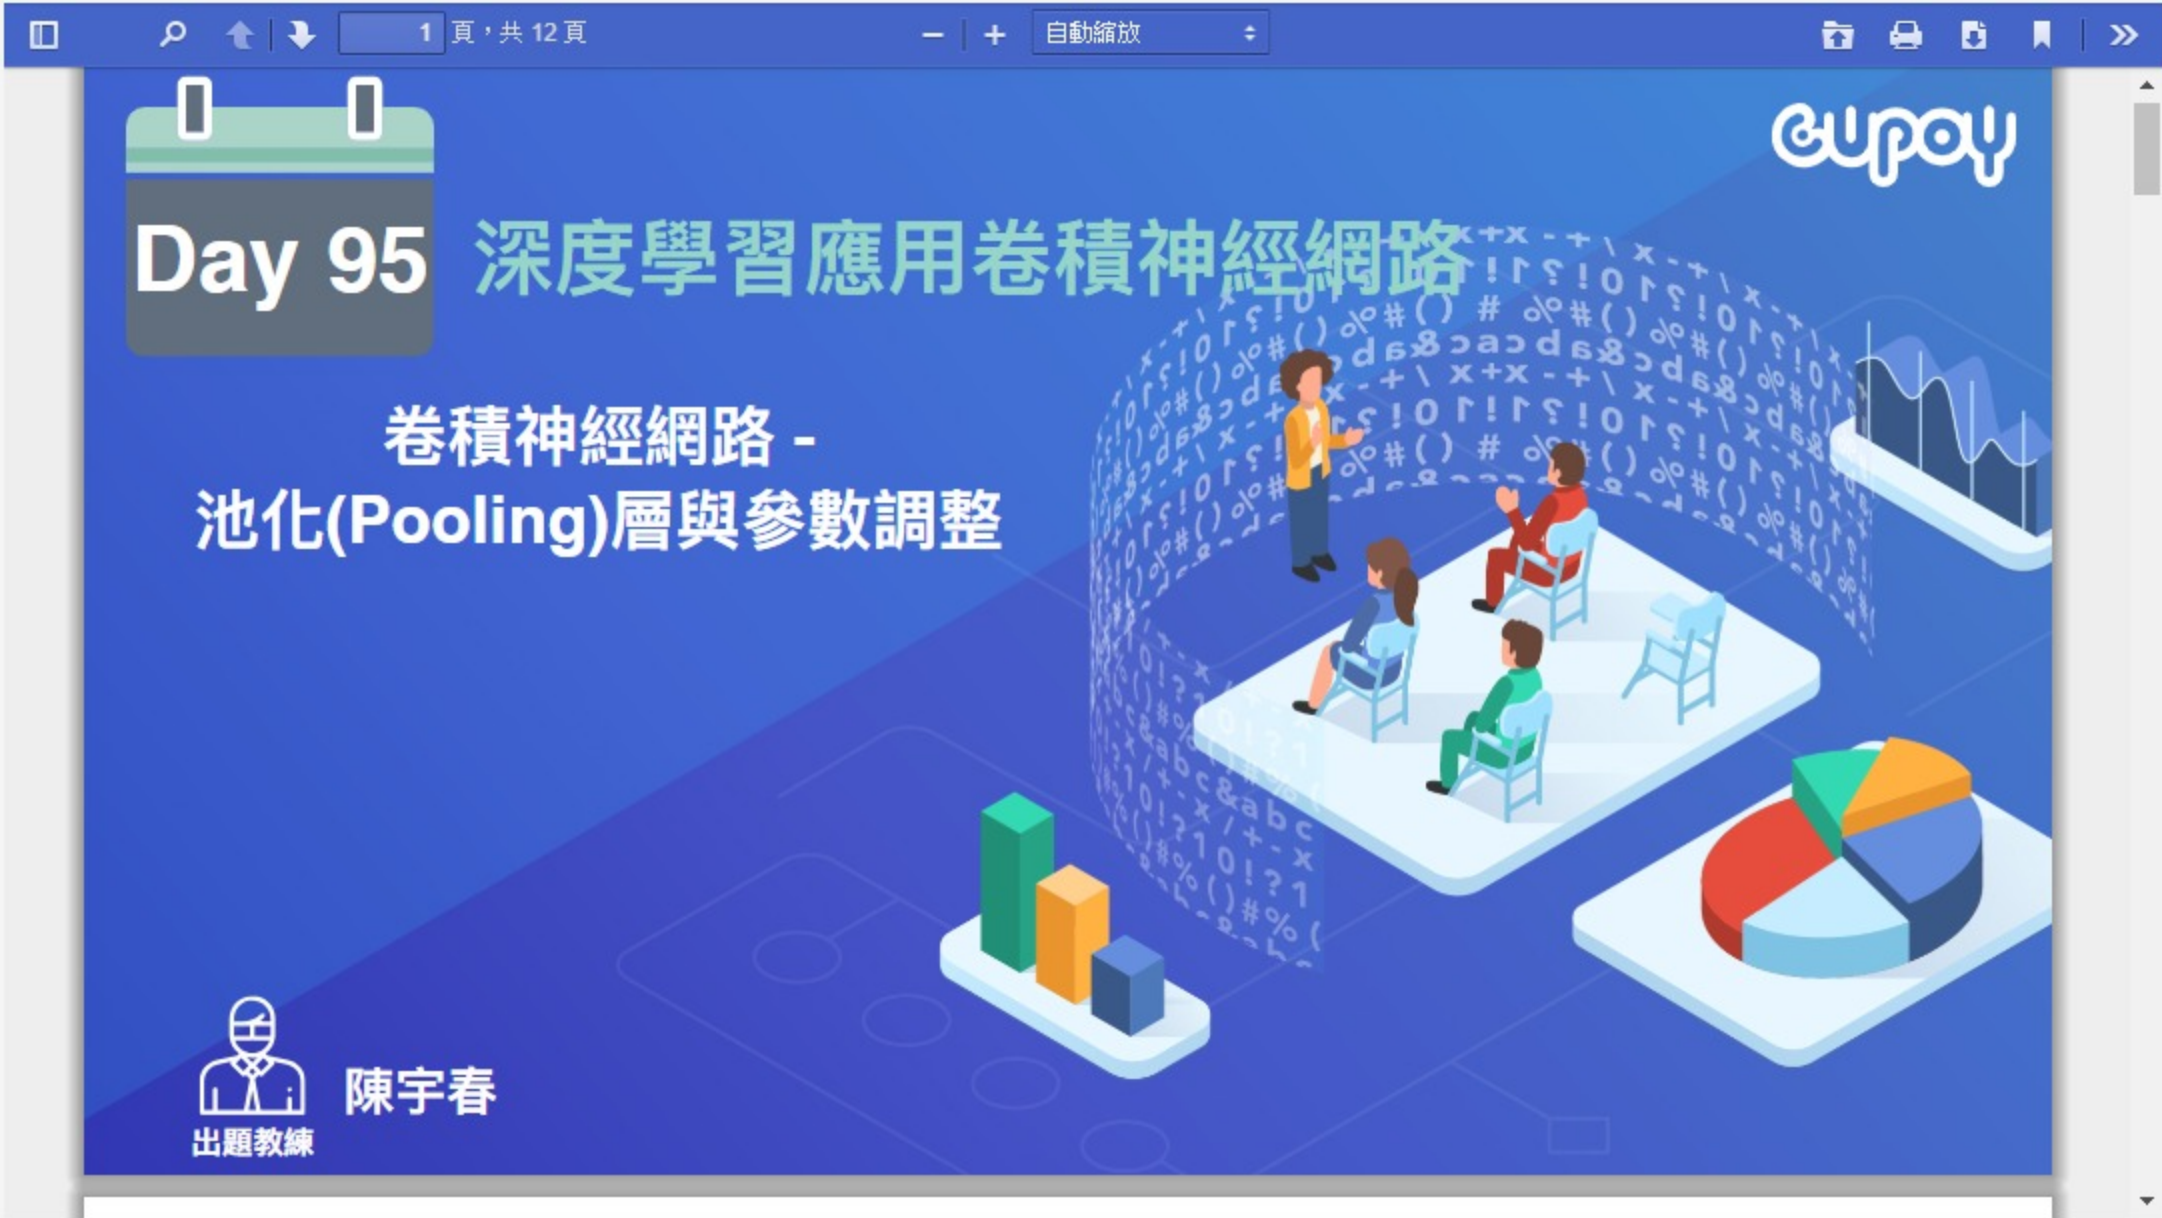 1 頁，共 12 頁
自動縮放
cupoy
Day 95
深度學習應用卷積神經網路
卷積神經網路 -
池化(Pooling)層與參數調整
陳宇春
出題教練